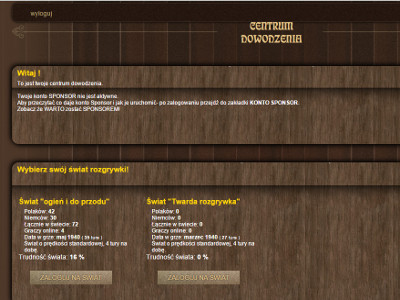 wyloguj
CENTRUM
DOWODZENIA
Witaj !
To jest twoje centrum dowodzenia.
Twoje konto SPONSOR nie jest aktywne.
Aby przeczytać co daje konto Sponsor i jak je uruchomić - po zalogowaniu przejdź do zakładki KONTO SPONSOR.
Zobacz że WARTO zostać SPONSOREM!
Wybierz swój świat rozgrywki!
Świat "ogień i do przodu"
Polaków: 42
Niemców: 30
Łącznie w świecie: 72
Graczy online: 4
Data w grze: maj 1940 ( 59 tura )
Świat o prędkości standardowej, 4 tury na
dobę.
Trudność świata: 16 %
ZALOGUJ NA ŚWIAT
Świat "Twarda rozgrywka"
Polaków: 0
Niemców: 0
Łącznie w świecie: 0
Graczy online: 0
Data w grze: marzec 1940 ( 27 tura )
Świat o prędkości standardowej, 4 tury na
dobę.
Trudność świata: 0 %
ZALOGUJ NA ŚWIAT